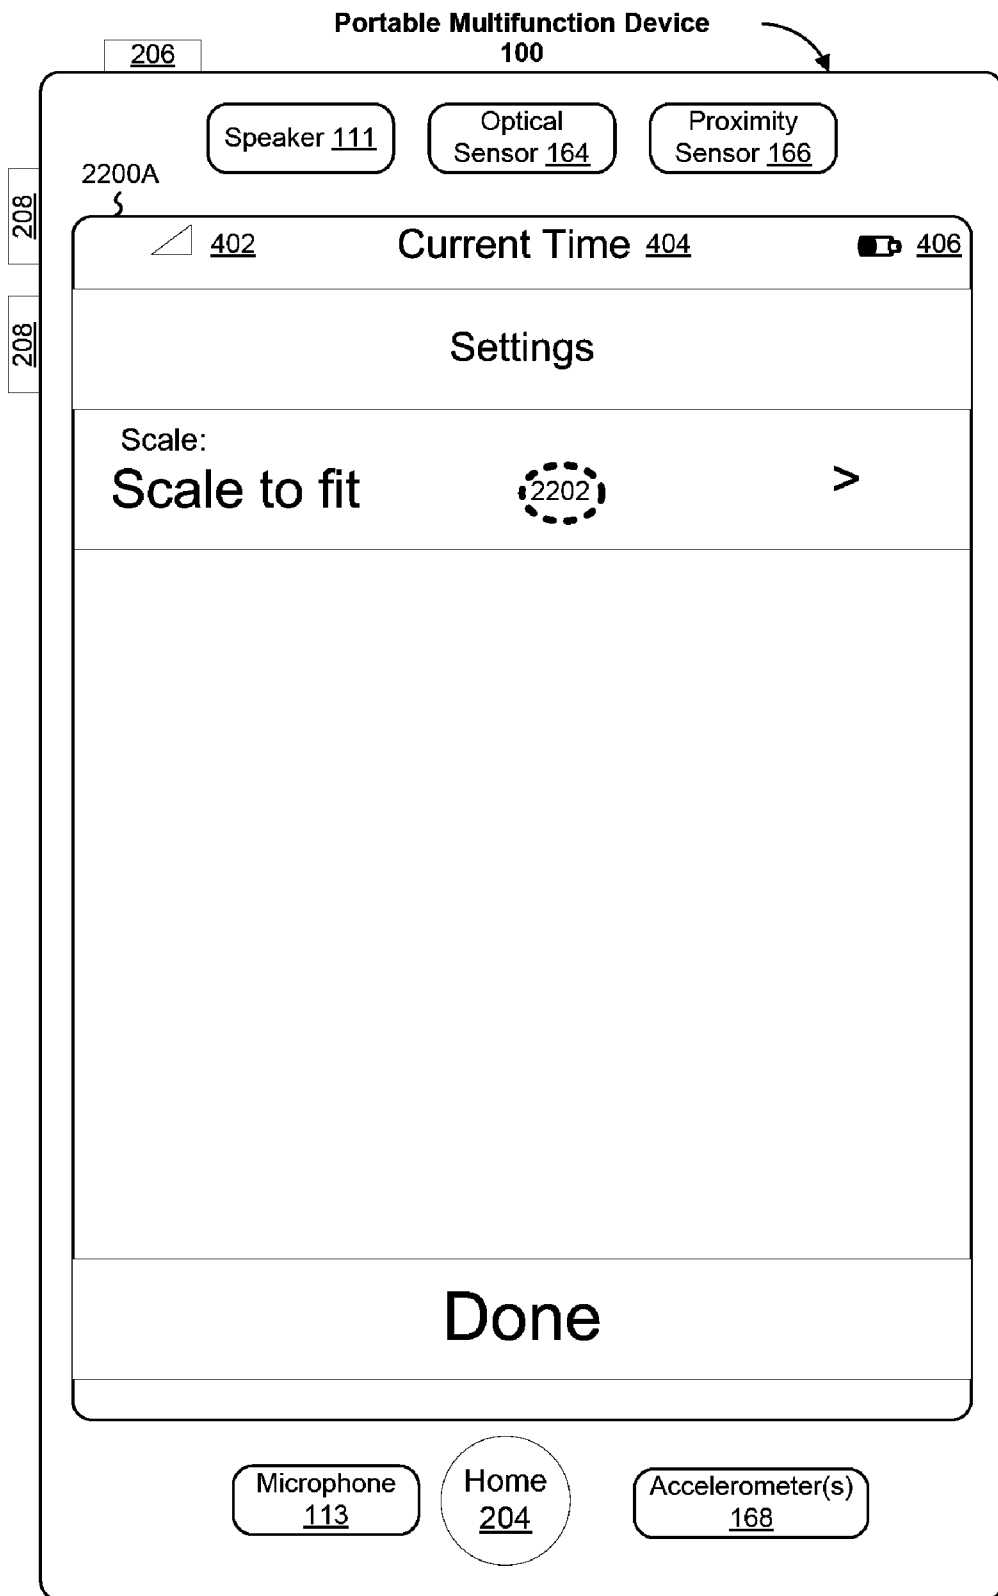 Portable Multifunction Device
100
206
Speaker 111
Optical
Sensor 164
Proximity
Sensor 166
2200A
208
208
402
Current Time 404
406
Settings
Scale:
Scale to fit
2202
>
Done
Microphone
113
Home
204
Accelerometer(s)
168